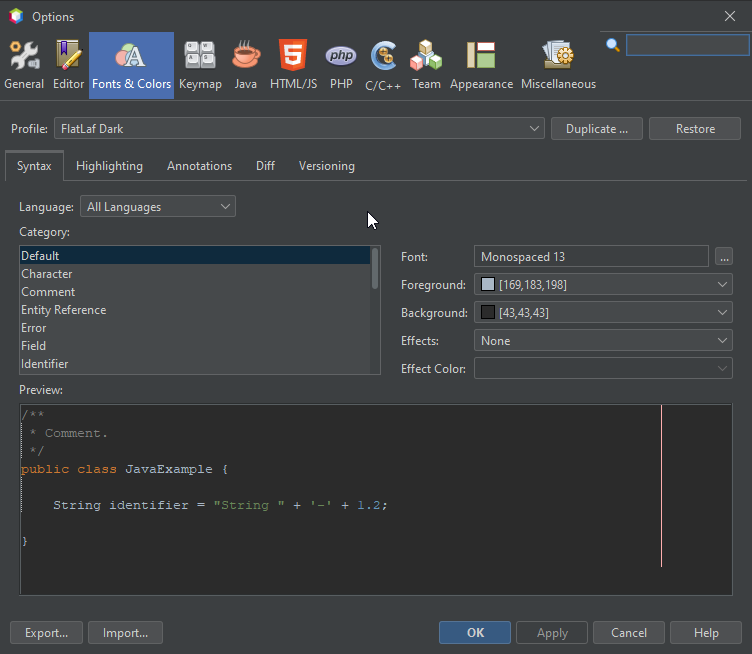 Options
General Editor Fonts & Colors Keymap Java HTML/JS PHP C/C++ Team Appearance Miscellaneous
Profile: FlatLaf Dark Duplicate ... Restore
Syntax Highlighting Annotations Diff Versioning
Language: All Languages
Category:
Default
Character
Comment
Entity Reference
Error
Field
Identifier
Font: Monospaced 13 ...
Foreground: [169,183,198]
Background: [43,43,43]
Effects: None
Effect Color:
Preview:
/**
* Comment.
*/
public class JavaExample {
String identifier = "String " + '-' + 1.2;
}
Export... Import... OK Apply Cancel Help